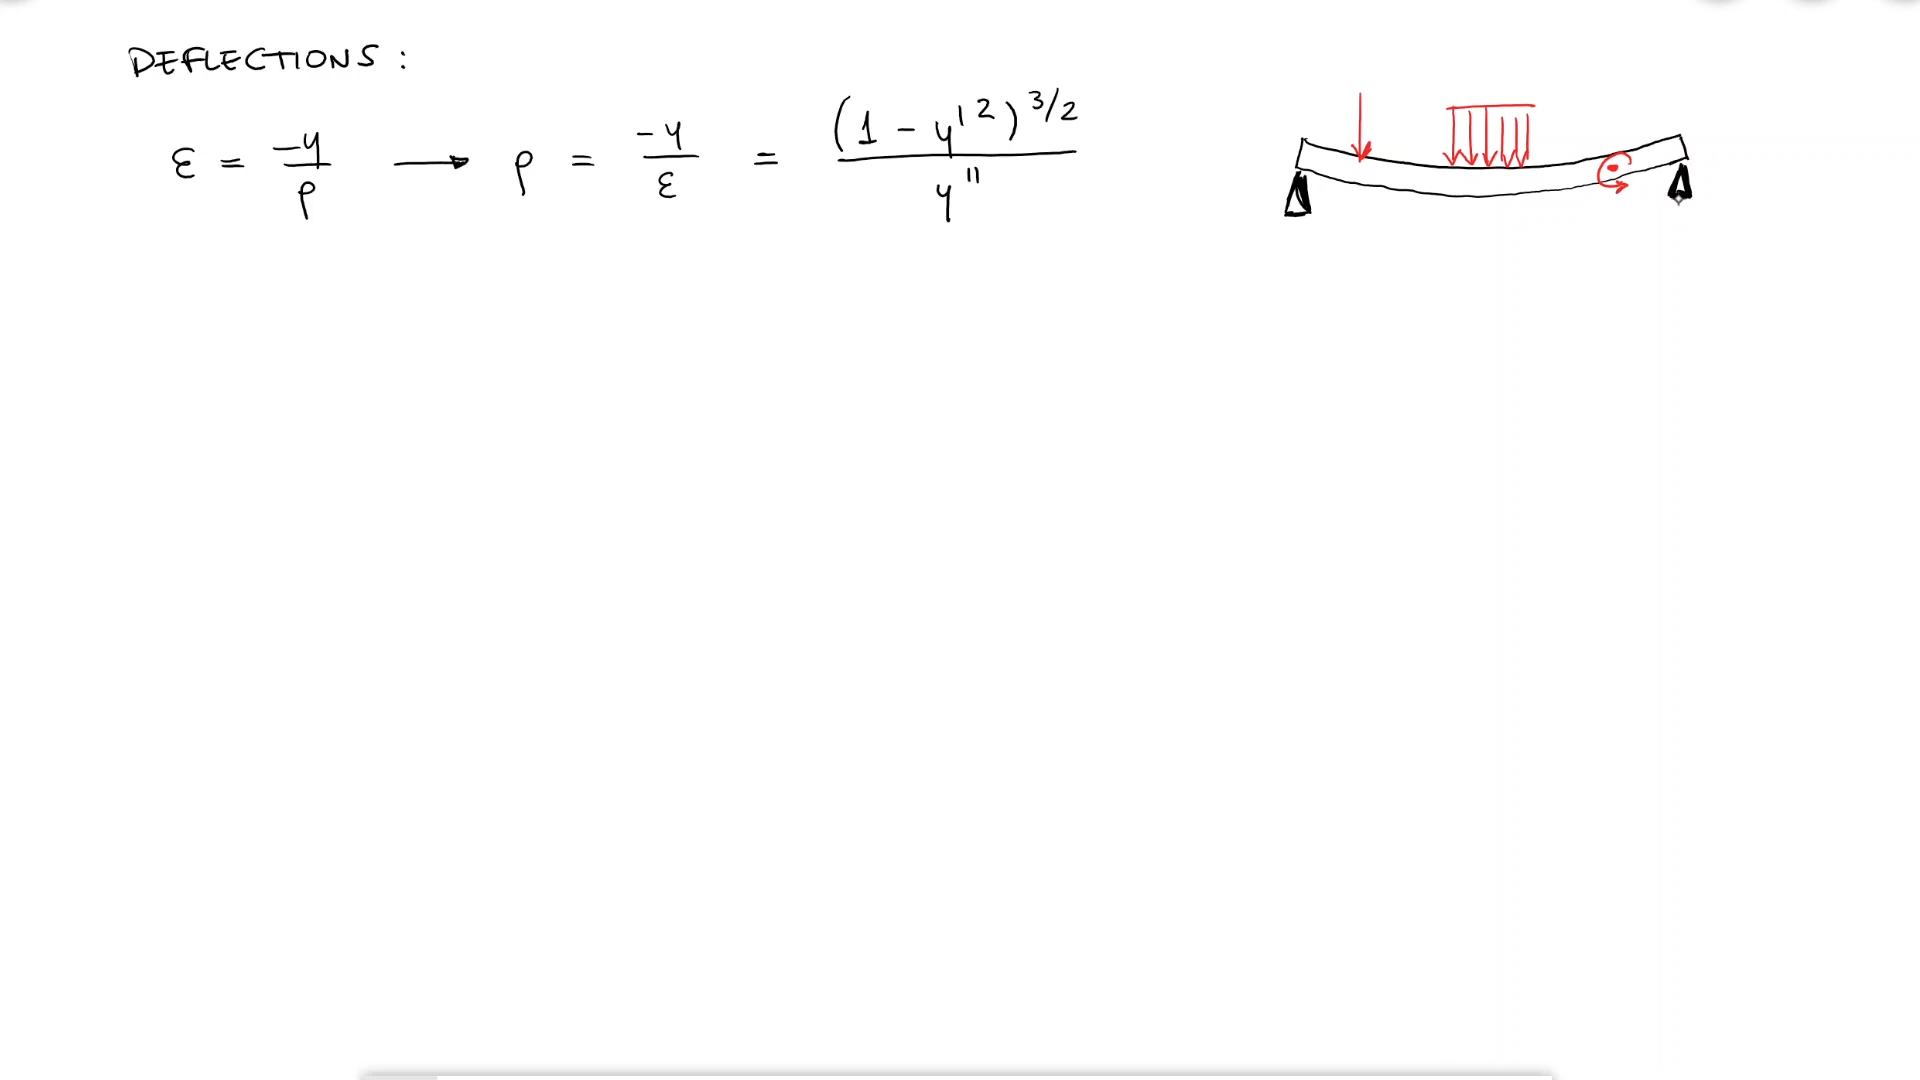 DEFLECTIONS :
ε = -y/ρ → ρ = -y/ε = (1 - y'²)^3/2 / y''